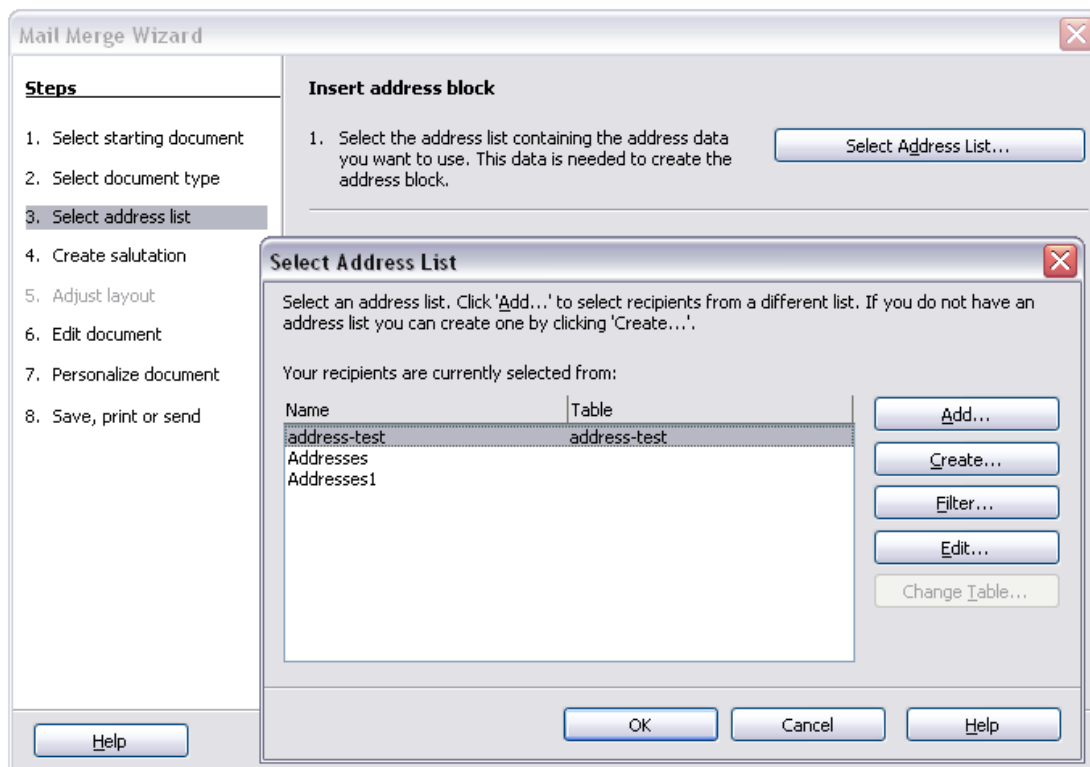 Mail Merge Wizard
Steps
1. Select starting document
2. Select document type
3. Select address list
4. Create salutation
5. Adjust layout
6. Edit document
7. Personalize document
8. Save, print or send
Help
Insert address block
1. Select the address list containing the address data
you want to use. This data is needed to create the
address block.
Select Address List...
Select Address List
Select an address list. Click 'Add...' to select recipients from a different list. If you do not have an
address list you can create one by clicking 'Create...'.
Your recipients are currently selected from:
Name Table
address-test address-test
Addresses
Addresses1
Add...
Create...
Filter...
Edit...
Change Table...
OK Cancel Help